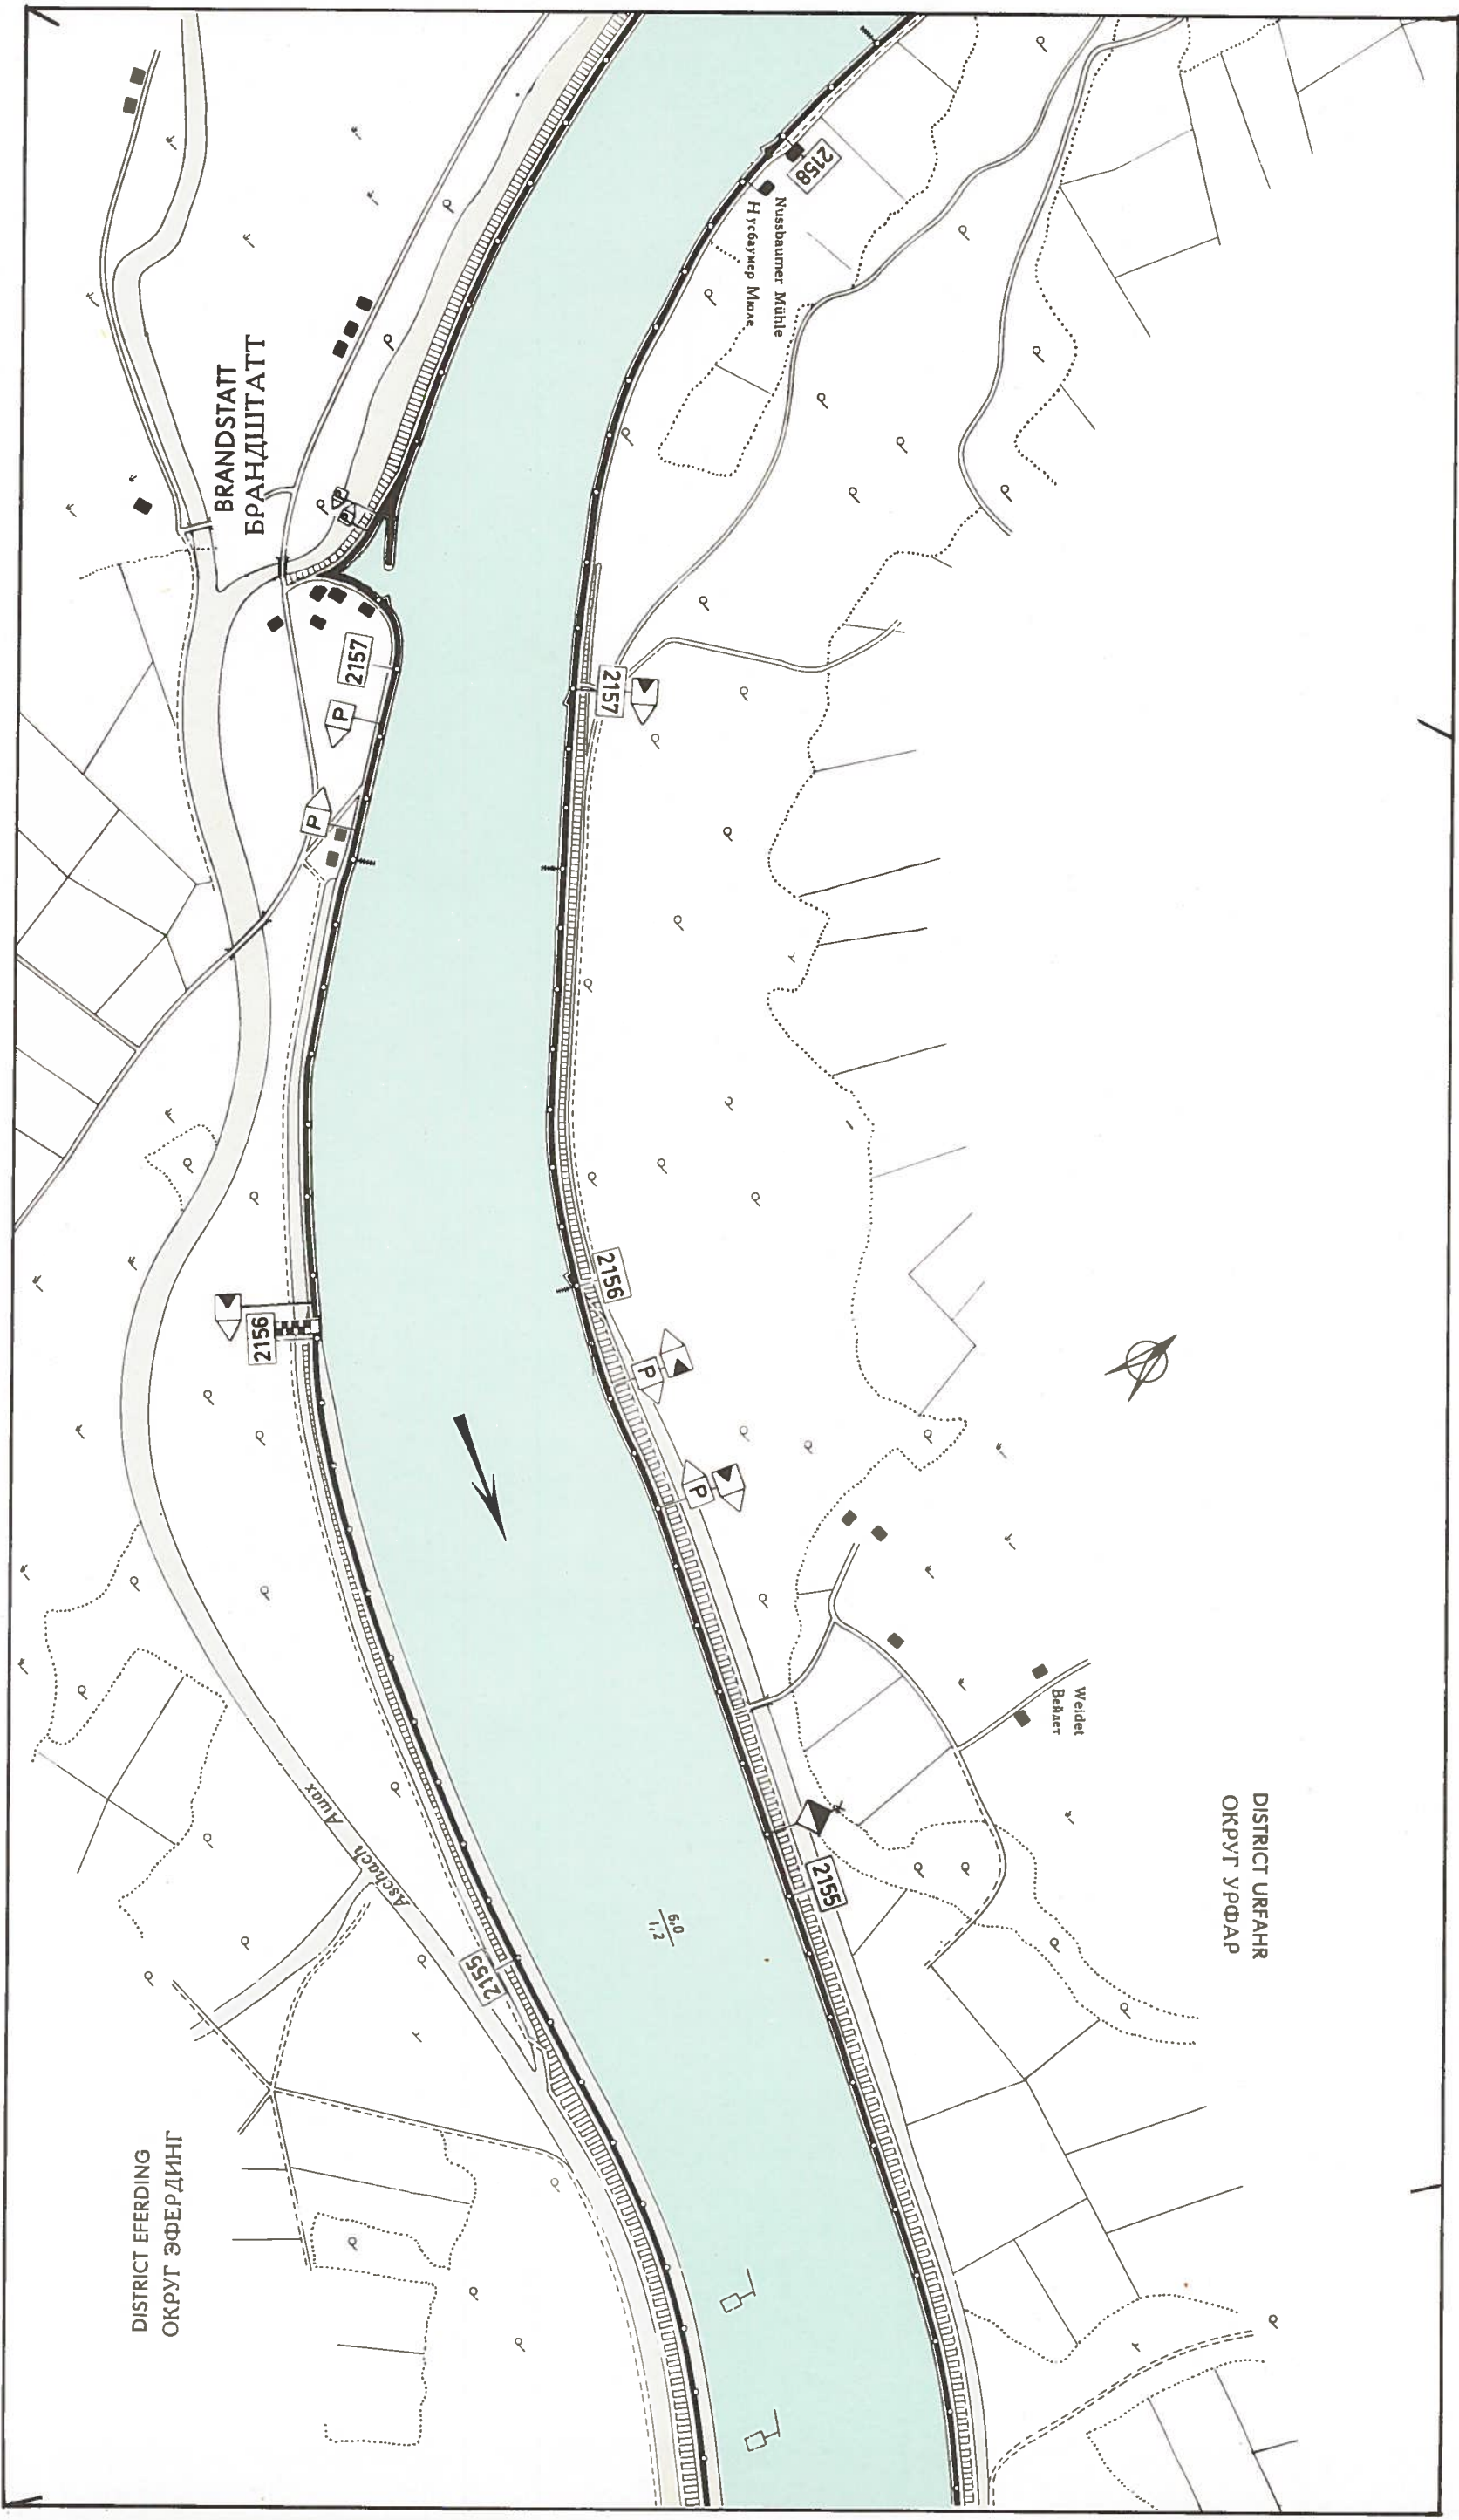 2158
Nussbaumer Mühle
Нусбаумер Мюле
BRANDSTATT
БРАНДШТАТТ
P
P
2157
2157
P
P
2156
2156
P
P
Weidet
Вейдет
DISTRICT URFAHR
ОКРУГ УРФАР
2155
6,0
1,2
Ашах
Aschach
2155
DISTRICT EFERDING
ОКРУГ ЭФЕРДИНГ